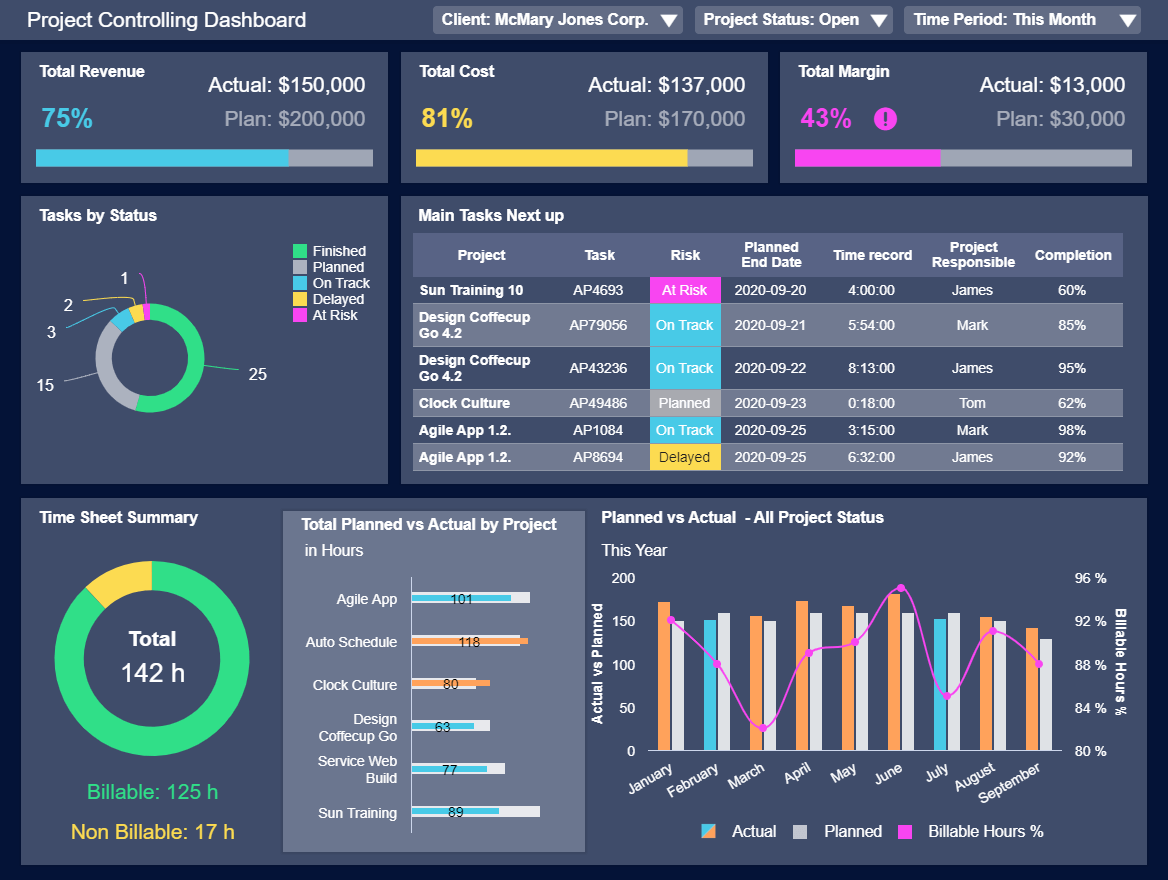 Project Controlling Dashboard
Client: McMary Jones Corp.
Project Status: Open
Time Period: This Month
Total Revenue
Actual: $150,000
75%
Plan: $200,000
Total Cost
Actual: $137,000
81%
Plan: $170,000
Total Margin
Actual: $13,000
43%
!
Plan: $30,000
Tasks by Status
Finished
Planned
On Track
Delayed
At Risk
1
2
3
15
25
Main Tasks Next up
Project Task Risk Planned End Date Time record Project Responsible Completion
Sun Training 10 AP4693 At Risk 2020-09-20 4:00:00 James 60%
Design Coffecup
Go 4.2 AP79056 On Track 2020-09-21 5:54:00 Mark 85%
Design Coffecup
Go 4.2 AP43236 On Track 2020-09-22 8:13:00 James 95%
Clock Culture AP49486 Planned 2020-09-23 0:18:00 Tom 62%
Agile App 1.2. AP1084 On Track 2020-09-25 3:15:00 Mark 98%
Agile App 1.2. AP8694 Delayed 2020-09-25 6:32:00 James 92%
Time Sheet Summary
Total
142 h
Billable: 125 h
Non Billable: 17 h
Total Planned vs Actual by Project
in Hours
Agile App 101
Auto Schedule 118
Clock Culture 80
Design
Coffecup Go 63
Service Web
Build 77
Sun Training 89
Planned vs Actual - All Project Status
This Year
Actual vs Planned
200
150
100
50
0
96 %
92 %
88 %
84 %
80 %
Billable Hours %
January
February
March
April
May
June
July
August
September
Actual
Planned
Billable Hours %